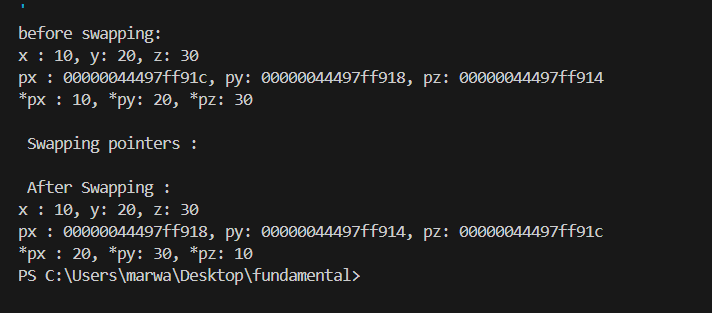 '
before swapping:
x : 10, y: 20, z: 30
px : 00000044497ff91c, py: 00000044497ff918, pz: 00000044497ff914
*px : 10, *py: 20, *pz: 30
Swapping pointers :
After Swapping :
x : 10, y: 20, z: 30
px : 00000044497ff918, py: 00000044497ff914, pz: 00000044497ff91c
*px : 20, *py: 30, *pz: 10
PS C:\Users\marwa\Desktop\fundamental>